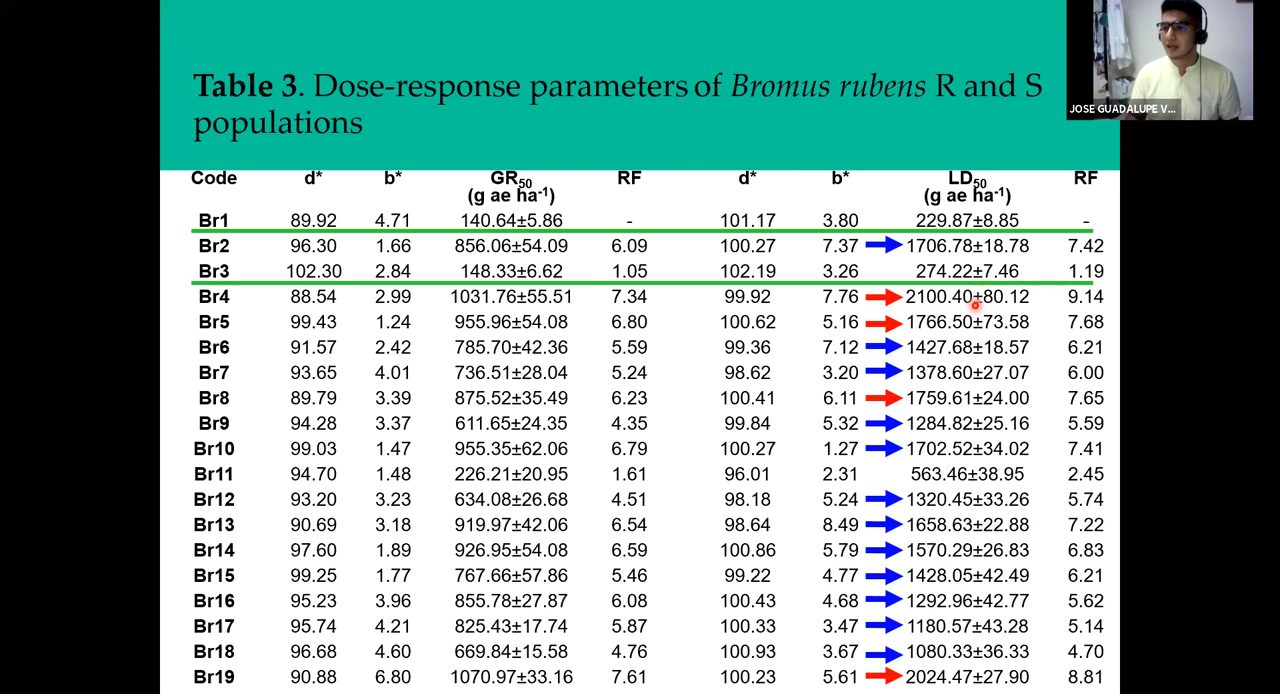 Table 3. Dose-response parameters of Bromus rubens R and S
populations
JOSE GUADALUPE V...
Code d* b* GR50 RF d* b* LD50 RF
(g ae ha-1) (g ae ha-1)
Br1 89.92 4.71 140.64±5.86 - 101.17 3.80 229.87±8.85 -
Br2 96.30 1.66 856.06±54.09 6.09 100.27 7.37 1706.78±18.78 7.42
Br3 102.30 2.84 148.33±6.62 1.05 102.19 3.26 274.22±7.46 1.19
Br4 88.54 2.99 1031.76±55.51 7.34 99.92 7.76 2100.40±80.12 9.14
Br5 99.43 1.24 955.96±54.08 6.80 100.62 5.16 1766.50±73.58 7.68
Br6 91.57 2.42 785.70±42.36 5.59 99.36 7.12 1427.68±18.57 6.21
Br7 93.65 4.01 736.51±28.04 5.24 98.62 3.20 1378.60±27.07 6.00
Br8 89.79 3.39 875.52±35.49 6.23 100.41 6.11 1759.61±24.00 7.65
Br9 94.28 3.37 611.65±24.35 4.35 99.84 5.32 1284.82±25.16 5.59
Br10 99.03 1.47 955.35±62.06 6.79 100.27 1.27 1702.52±34.02 7.41
Br11 94.70 1.48 226.21±20.95 1.61 96.01 2.31 563.46±38.95 2.45
Br12 93.20 3.23 634.08±26.68 4.51 98.18 5.24 1320.45±33.26 5.74
Br13 90.69 3.18 919.97±42.06 6.54 98.64 8.49 1658.63±22.88 7.22
Br14 97.60 1.89 926.95±54.08 6.59 100.86 5.79 1570.29±26.83 6.83
Br15 99.25 1.77 767.66±57.86 5.46 99.22 4.77 1428.05±42.49 6.21
Br16 95.23 3.96 855.78±27.87 6.08 100.43 4.68 1292.96±42.77 5.62
Br17 95.74 4.21 825.43±17.74 5.87 100.33 3.47 1180.57±43.28 5.14
Br18 96.68 4.60 669.84±15.58 4.76 100.93 3.67 1080.33±36.33 4.70
Br19 90.88 6.80 1070.97±33.16 7.61 100.23 5.61 2024.47±27.90 8.81